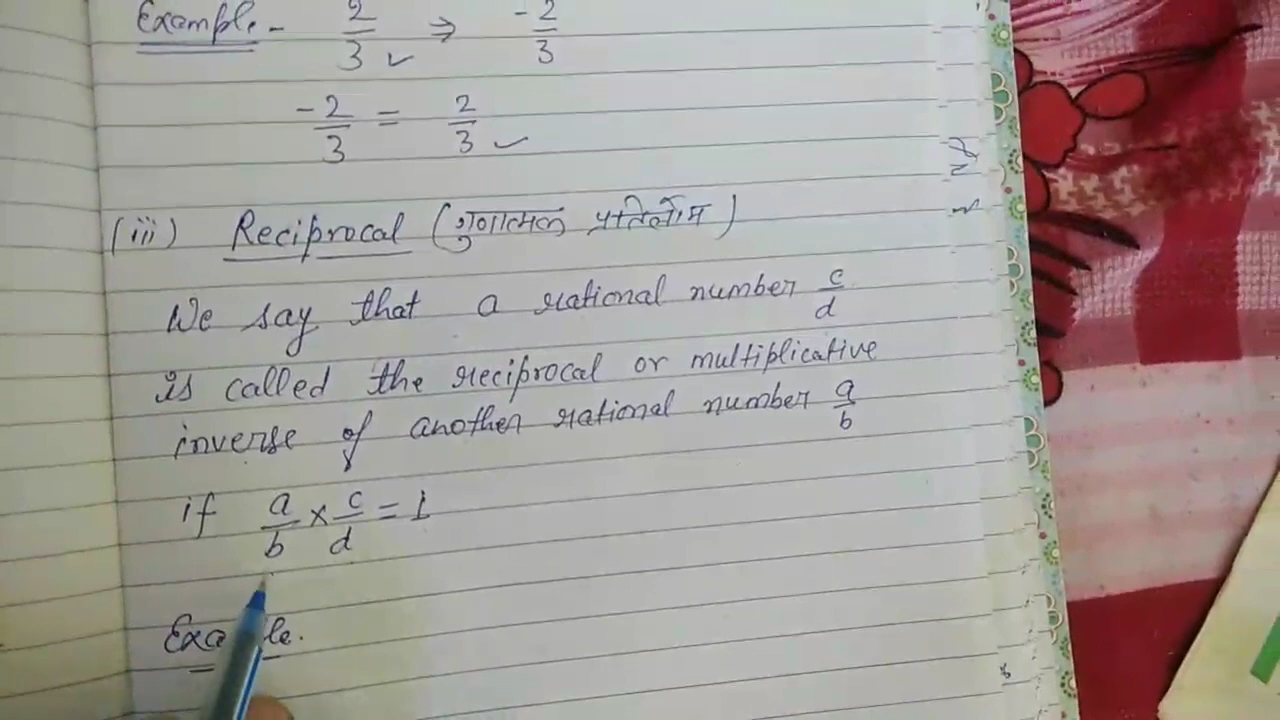 Example.- 2/3 ✓ ⇒ -2/3
-2/3 = 2/3 ✓
(iii) Reciprocal (गुणात्मक प्रतिलोम)
We say that a rational number c/d
is called the reciprocal or multiplicative
inverse of another rational number a/b
if a/b × c/d = 1
Example.